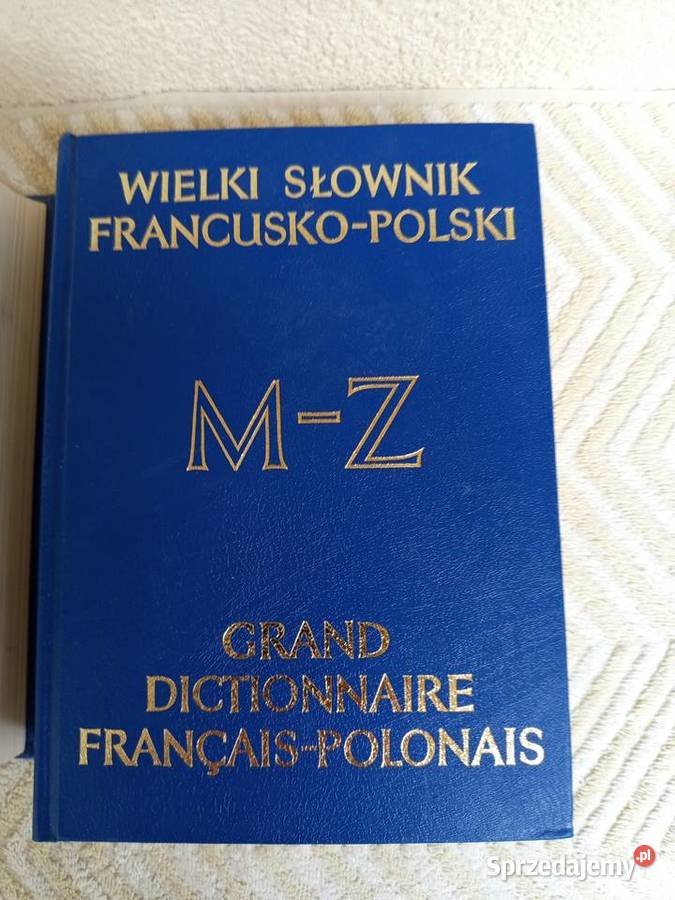 WIELKI SŁOWNIK
FRANCUSKO-POLSKI
M-Z
GRAND
DICTIONNAIRE
FRANÇAIS-POLONAIS
Sprzedajemy.pl